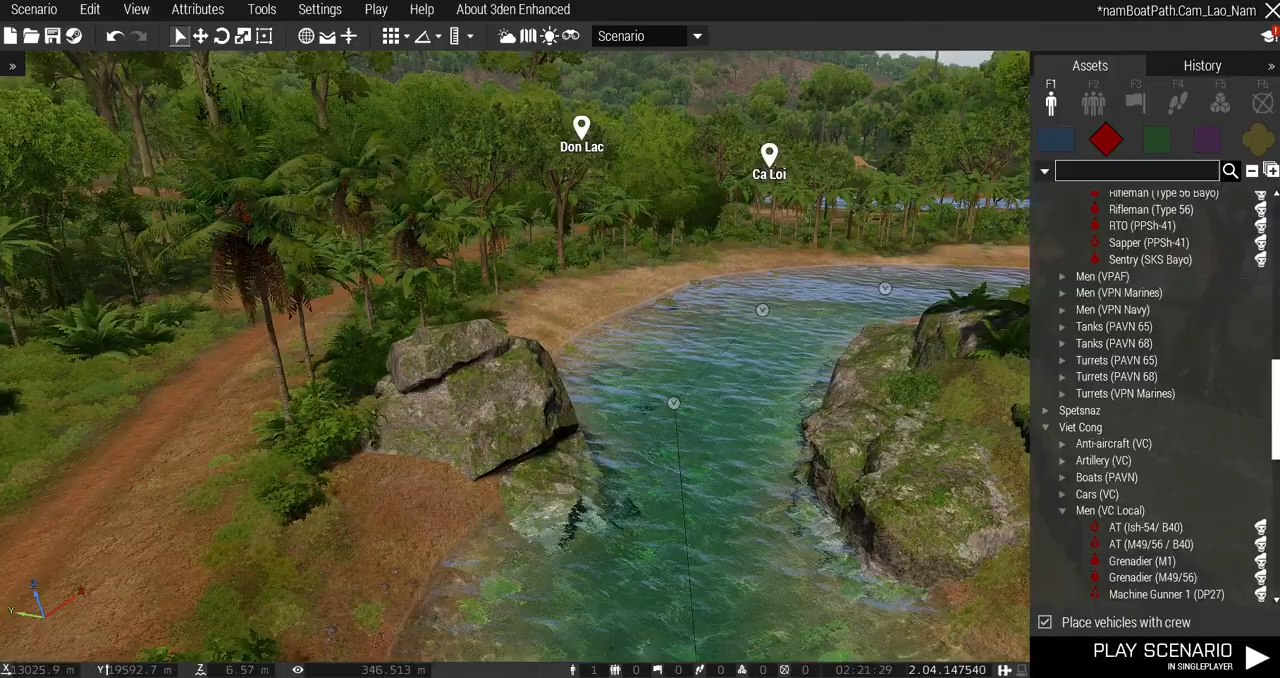 Scenario Edit View Attributes Tools Settings Play Help About 3den Enhanced *namBoatPath.Cam_Lao_Nam
Scenario
Assets History
F1 F2 F3 F4 F5 F6
Don Lac
Ca Loi
Rifleman (Type 56 Bayo)
Rifleman (Type 56)
RTO (PPSh-41)
Sapper (PPSh-41)
Sentry (SKS Bayo)
Men (VPAF)
Men (VPN Marines)
Men (VPN Navy)
Tanks (PAVN 65)
Tanks (PAVN 68)
Turrets (PAVN 65)
Turrets (PAVN 68)
Turrets (VPN Marines)
Spetsnaz
Viet Cong
Anti-aircraft (VC)
Artillery (VC)
Boats (PAVN)
Cars (VC)
Men (VC Local)
AT (Ish-54/ B40)
AT (M49/56 / B40)
Grenadier (M1)
Grenadier (M49/56)
Machine Gunner 1 (DP27)
Place vehicles with crew
PLAY SCENARIO
IN SINGLEPLAYER
Z
X
Y
X 13025.9 m Y 19592.7 m Z 6.57 m 346.513 m 1 0 0 0 0 0 02:21:29 2.04.147540